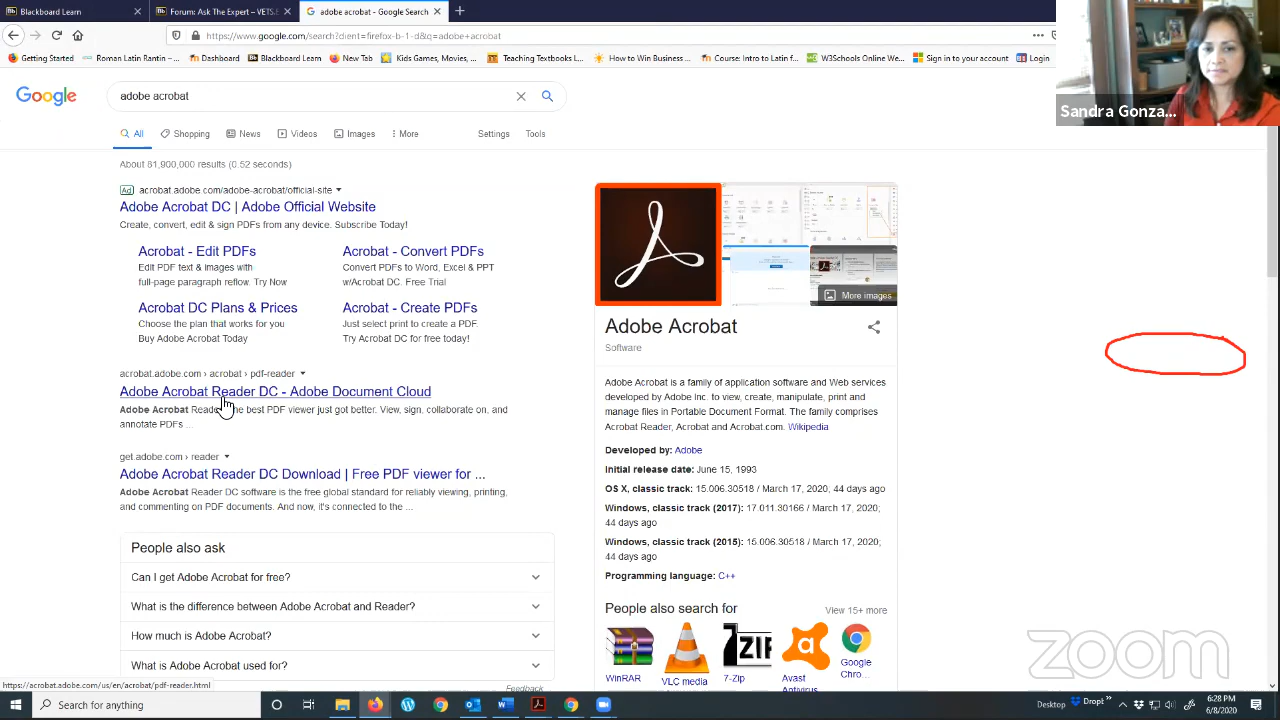 Blackboard Learn
Forum: Ask The Expert – VETS.
adobe acrobat - Google Search
https://www.google.com/search?client=firefox-b-1-d&q=adobe+acrobat
Getting Started
Roman Latino Rantin —
Dashboard
Blackboard Learn
New Tab
Kids Games, Movies,...
Teaching Textbooks L...
How to Win Business ...
Course: Intro to Latin f...
W3Schools Online We...
Sign in to your account
Login
Sandra Gonza...
Google
adobe acrobat
All
Shopping
News
Videos
Images
More
Settings
Tools
About 81,900,000 results (0.52 seconds)
Ad acrobat.adobe.com/adobe-acrobat/official-site
Adobe Acrobat DC | Adobe Official Website
Create, convert, edit & sign PDFs from any device. Subscribe Today!
Acrobat - Edit PDFs
Edit PDF text & images with
full-page paragraph reflow. Try Now.
Acrobat - Convert PDFs
Convert PDFs to Word, Excel & PPT
w/Acrobat DC. Free Trial
Acrobat DC Plans & Prices
Choose the plan that works for you
Buy Adobe Acrobat Today
Acrobat - Create PDFs
Just select print to create a PDF.
Try Acrobat DC for free today!
acrobat.adobe.com › acrobat › pdf-reader
Adobe Acrobat Reader DC - Adobe Document Cloud
Adobe Acrobat Reader best PDF viewer just got better. View, sign, collaborate on, and
annotate PDFs ...
get.adobe.com › reader
Adobe Acrobat Reader DC Download | Free PDF viewer for ...
Adobe Acrobat Reader DC software is the free global standard for reliably viewing, printing,
and commenting on PDF documents. And now, it's connected to the ...
People also ask
Can I get Adobe Acrobat for free?
What is the difference between Adobe Acrobat and Reader?
How much is Adobe Acrobat?
What is Adobe Acrobat used for?
Feedback
More images
Adobe Acrobat
Software
Adobe Acrobat is a family of application software and Web services
developed by Adobe Inc. to view, create, manipulate, print and
manage files in Portable Document Format. The family comprises
Acrobat Reader, Acrobat and Acrobat.com. Wikipedia
Developed by: Adobe
Initial release date: June 15, 1993
OS X, classic track: 15.006.30518 / March 17, 2020; 44 days ago
Windows, classic track (2017): 17.011.30166 / March 17, 2020;
44 days ago
Windows, classic track (2015): 15.006.30518 / March 17, 2020;
44 days ago
Programming language: C++
People also search for
View 15+ more
7ZIP
WinRAR
VLC media
7-Zip
Avast
Antivirus
Google
Chro...
zoom
https://acrobat.adobe.com/us/en/acrobat/pdf-reader.html
Search for anything
Desktop
Dropb
6:28 PM
6/8/2020